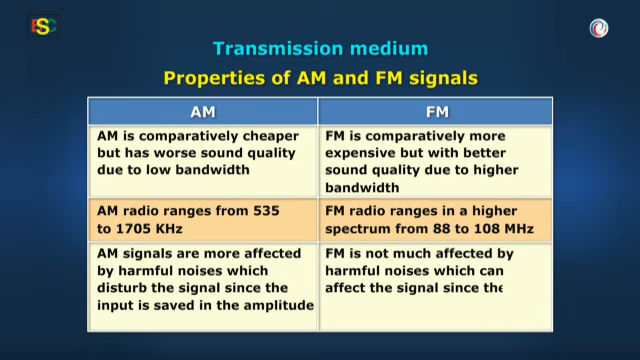 ESC
Transmission medium
Properties of AM and FM signals
AM
FM
AM is comparatively cheaper
but has worse sound quality
due to low bandwidth
FM is comparatively more
expensive but with better
sound quality due to higher
bandwidth
AM radio ranges from 535
to 1705 KHz
FM radio ranges in a higher
spectrum from 88 to 108 MHz
AM signals are more affected
by harmful noises which
disturb the signal since the
input is saved in the amplitude
FM is not much affected by
harmful noises which can
affect the signal since the